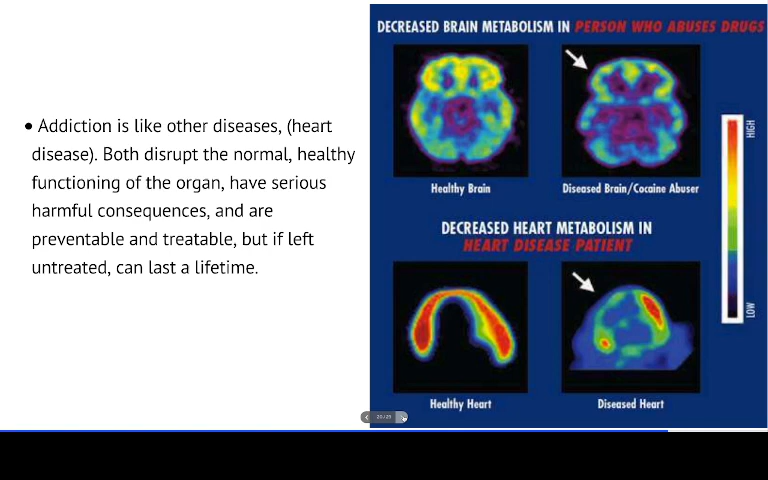 • Addiction is like other diseases, (heart
disease). Both disrupt the normal, healthy
functioning of the organ, have serious
harmful consequences, and are
preventable and treatable, but if left
untreated, can last a lifetime.
DECREASED BRAIN METABOLISM IN PERSON WHO ABUSES DRUGS
Healthy Brain
Diseased Brain/Cocaine Abuser
HIGH
LOW
DECREASED HEART METABOLISM IN
HEART DISEASE PATIENT
Healthy Heart
Diseased Heart